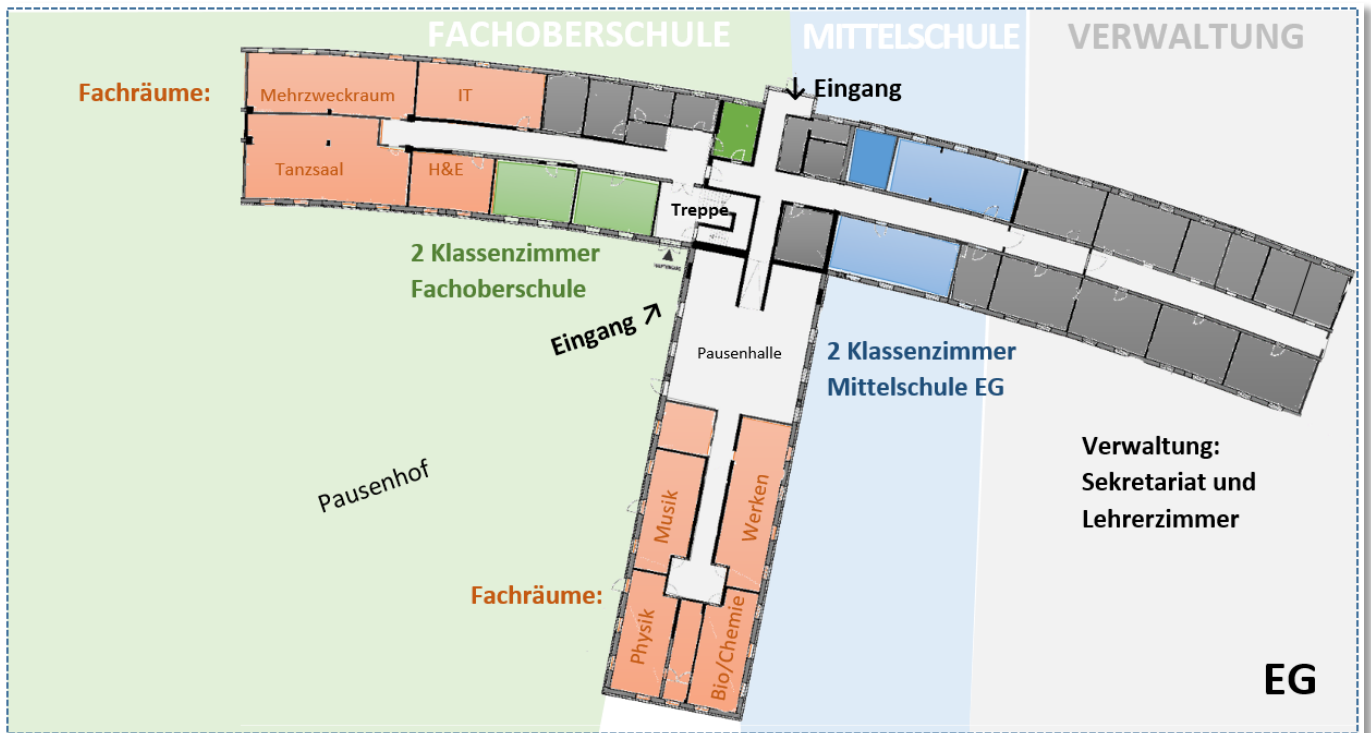 FACHOBERSCHULE
MITTELSCHULE
VERWALTUNG
Fachräume:
Mehrzweckraum
IT
Eingang
Tanzsaal
H&E
Treppe
2 Klassenzimmer
Fachoberschule
Eingang
Pausenhalle
2 Klassenzimmer
Mittelschule EG
Pausenhof
Musik
Werken
Verwaltung:
Sekretariat und
Lehrerzimmer
Fachräume:
Physik
Bio/Chemie
EG